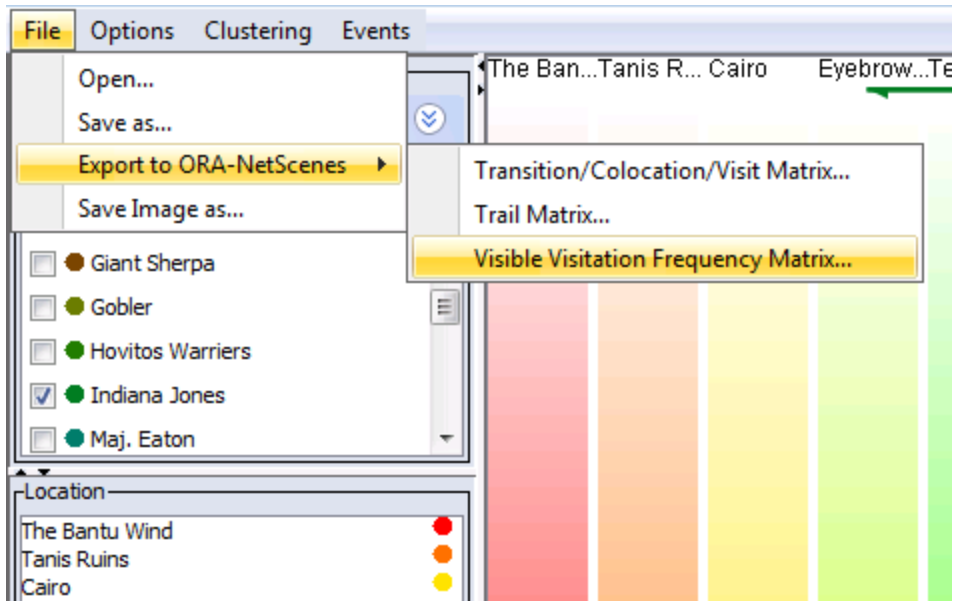 File Options Clustering Events
Open...
Save as...
Export to ORA-NetScenes
Save Image as...
Transition/Colocation/Visit Matrix...
Trail Matrix...
Visible Visitation Frequency Matrix...
The Ban...Tanis R... Cairo Eyebrow...Te
Giant Sherpa
Gobler
Hovitos Warriers
Indiana Jones
Maj. Eaton
Location
The Bantu Wind
Tanis Ruins
Cairo